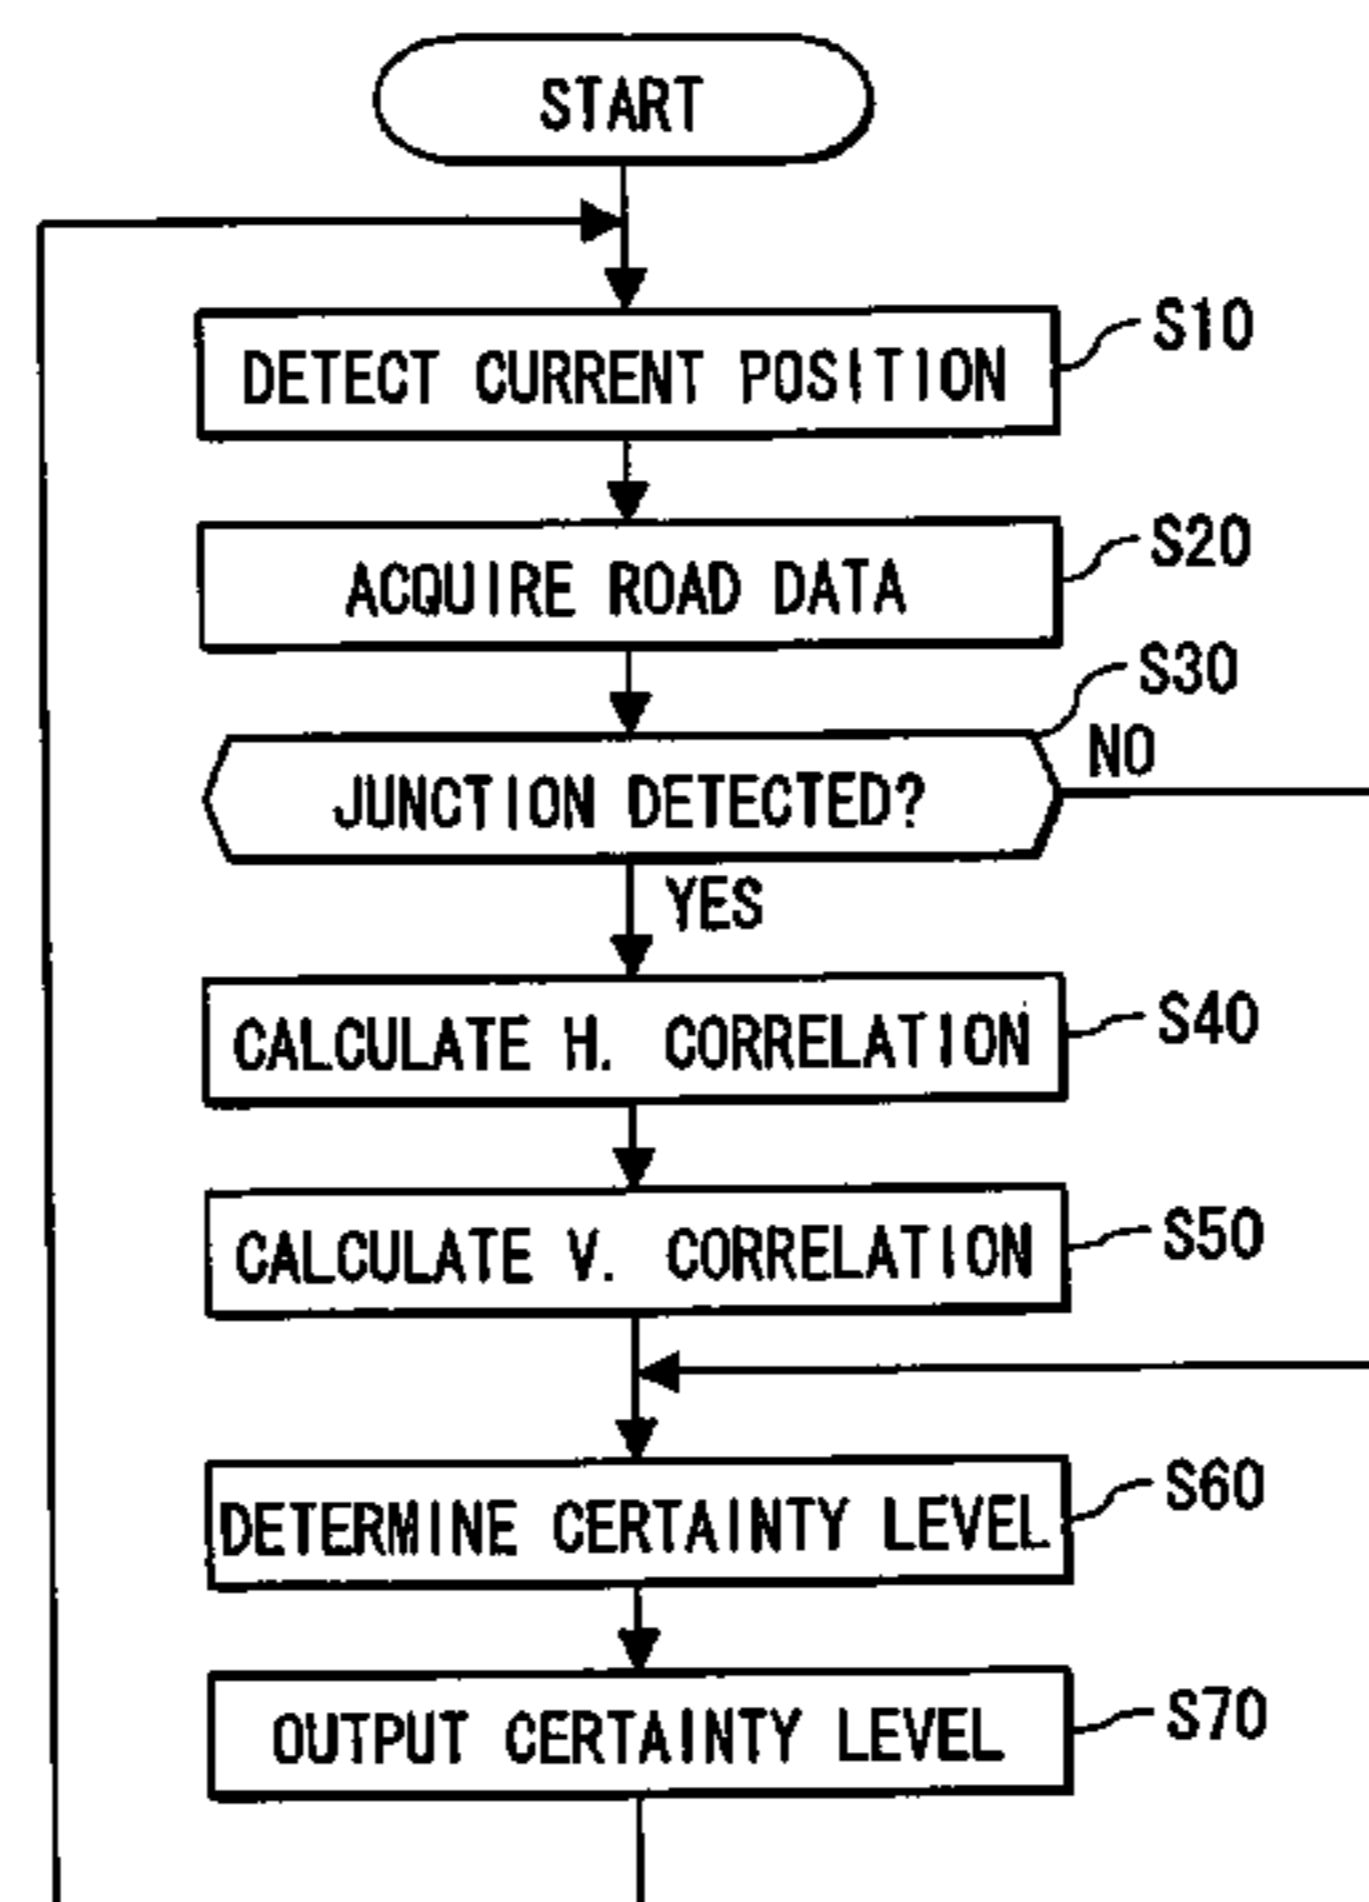 START
DETECT CURRENT POSITION
S10
ACQUIRE ROAD DATA
S20
S30
JUNCTION DETECTED?
NO
YES
CALCULATE H. CORRELATION
S40
CALCULATE V. CORRELATION
S50
DETERMINE CERTAINTY LEVEL
S60
OUTPUT CERTAINTY LEVEL
S70